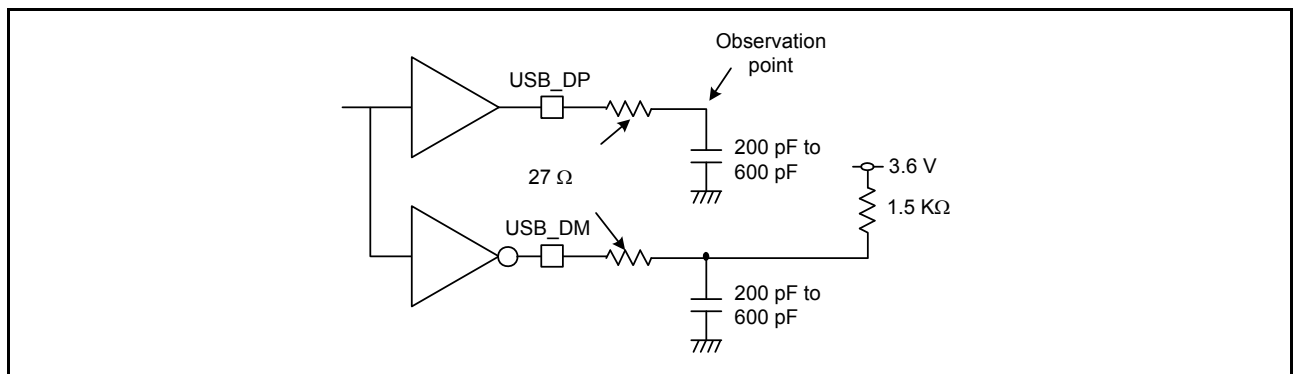 Observation
point
USB_DP
200 pF to
600 pF
3.6 V
27 Ω
1.5 KΩ
USB_DM
200 pF to
600 pF